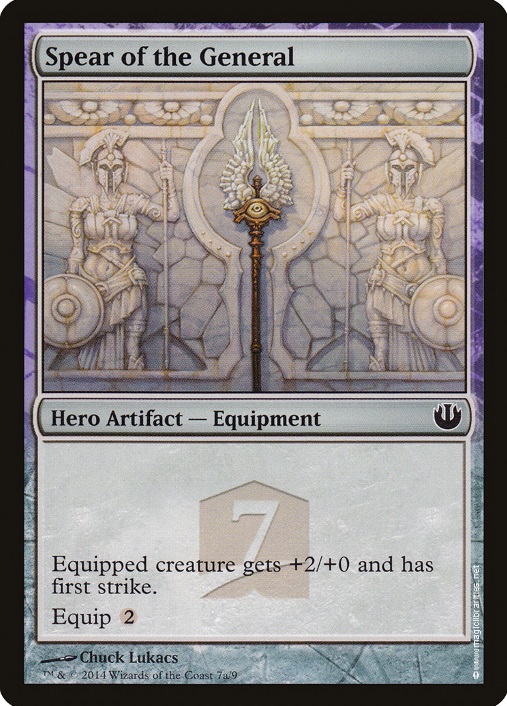 Spear of the General
Hero Artifact — Equipment
7
Equipped creature gets +2/+0 and has
first strike.
Equip 2
Chuck Lukacs
™ & © 2014 Wizards of the Coast 7a/9